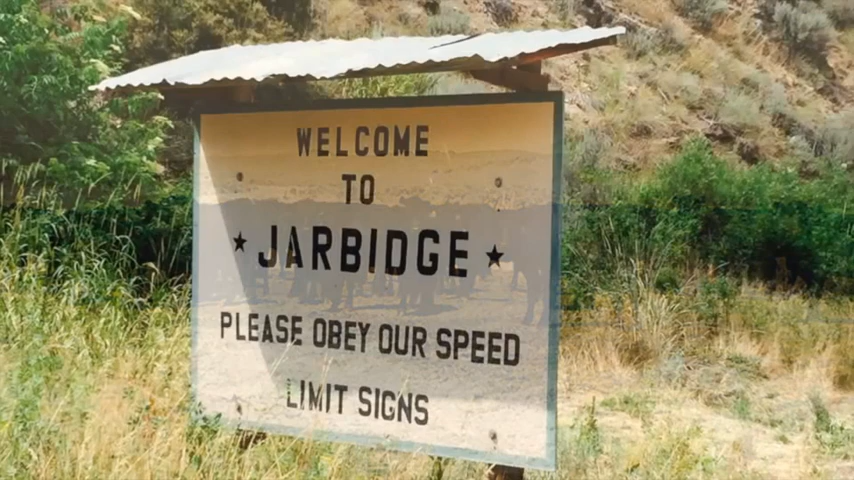 WELCOME
TO
★ JARBIDGE ★
PLEASE OBEY OUR SPEED
LIMIT SIGNS